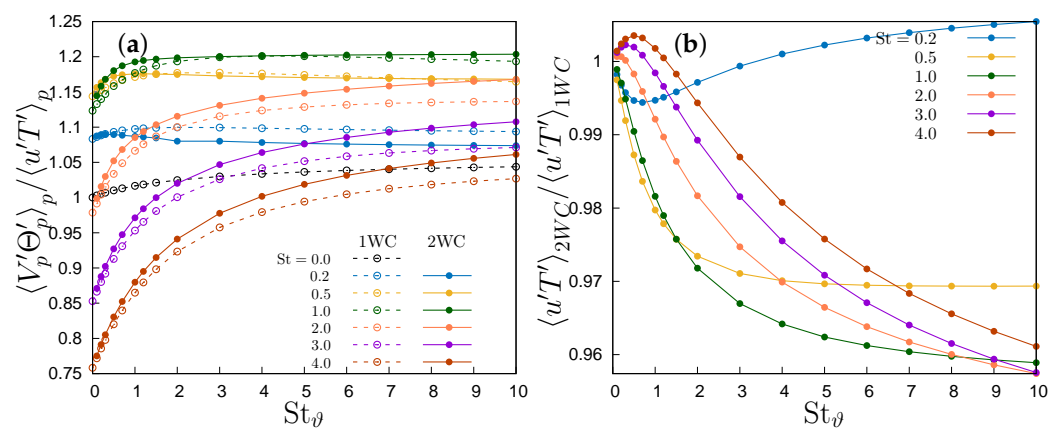 (a)
⟨V′pΘ′p⟩p/⟨u′T′⟩p
1.25
1.2
1.15
1.1
1.05
1
0.95
0.9
0.85
0.8
0.75
0 1 2 3 4 5 6 7 8 9 10
Stϑ
1WC 2WC
St = 0.0
0.2
0.5
1.0
2.0
3.0
4.0
(b)
⟨u′T′⟩2WC/⟨u′T′⟩1WC
1
0.99
0.98
0.97
0.96
0 1 2 3 4 5 6 7 8 9 10
Stϑ
St = 0.2
0.5
1.0
2.0
3.0
4.0